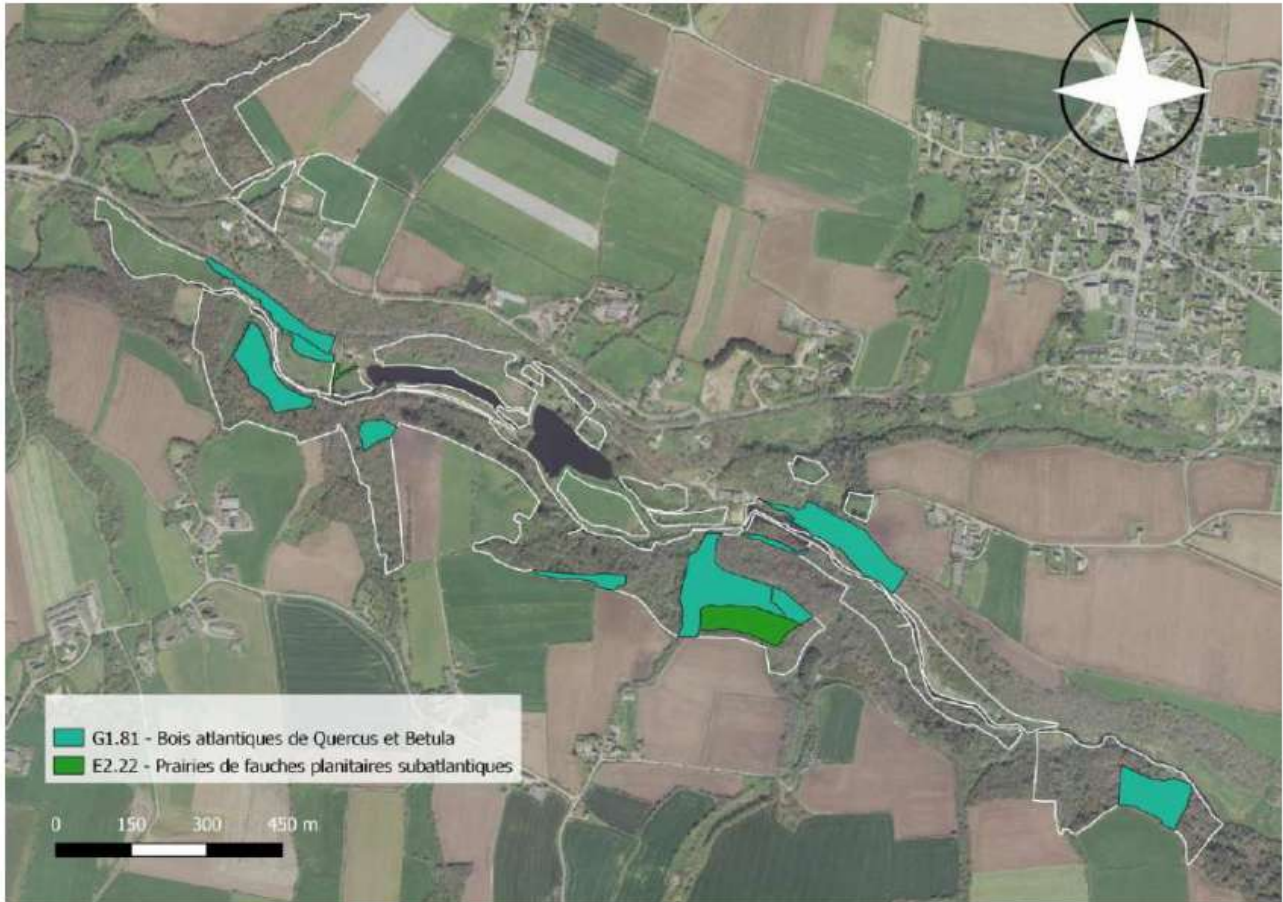 G1.81 - Bois atlantiques de Quercus et Betula
E2.22 - Prairies de fauches planitaires subatlantiques
0 150 300 450 m